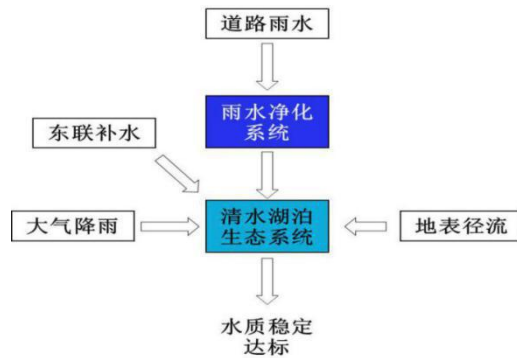 道路雨水
雨水净化
系统
东联补水
大气降雨
清水湖泊
生态系统
地表径流
水质稳定
达标